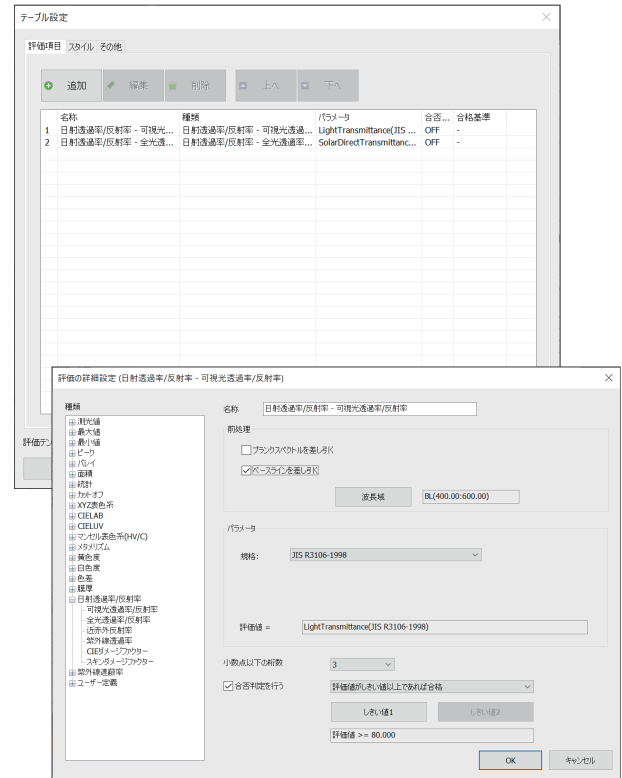 テーブル設定
評価項目 スタイル その他
追加 編集 削除 上へ 下へ
名称 種類 パラメータ 合否... 合格基準
1 日射透過率/反射率 - 可視光... 日射透過率/反射率 - 可視光透過... LightTransmittance(JIS ... OFF -
2 日射透過率/反射率 - 全光透... 日射透過率/反射率 - 全光透過率... SolarDirectTransmittanc... OFF -
評価テン
評価の詳細設定 (日射透過率/反射率 - 可視光透過率/反射率)
種類
測光値
最大値
最小値
ピーク
バレイ
面積
統計
カットオフ
XYZ表色系
CIELAB
CIELUV
マンセル表色系(HV/C)
メタメリズム
黄色度
白色度
色差
膜厚
日射透過率/反射率
可視光透過率/反射率
全光透過率/反射率
近赤外反射率
紫外線透過率
CIEダメージファクター
スキンダメージファクター
紫外線遮蔽率
ユーザー定義
名称 日射透過率/反射率 - 可視光透過率/反射率
前処理
ブランクスペクトルを差し引く
ベースラインを差し引く
波長域 BL(400.00:600.00)
パラメータ
規格: JIS R3106-1998
評価値 = LightTransmittance(JIS R3106-1998)
小数点以下の桁数 3
合否判定を行う 評価値がしきい値以上であれば合格
しきい値1 しきい値2
評価値 >= 80.000
OK キャンセル